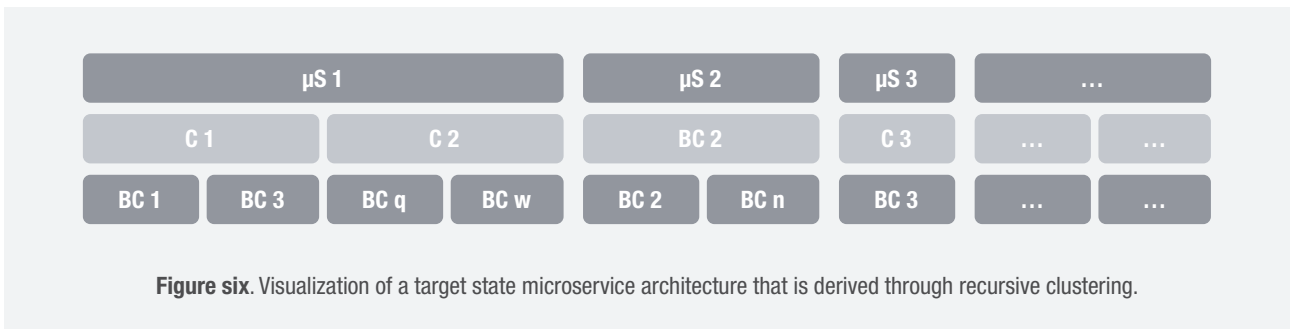 µS 1 µS 2 µS 3 ...
C 1 C 2 BC 2 C 3 ... ...
BC 1 BC 3 BC q BC w BC 2 BC n BC 3 ... ...
Figure six. Visualization of a target state microservice architecture that is derived through recursive clustering.